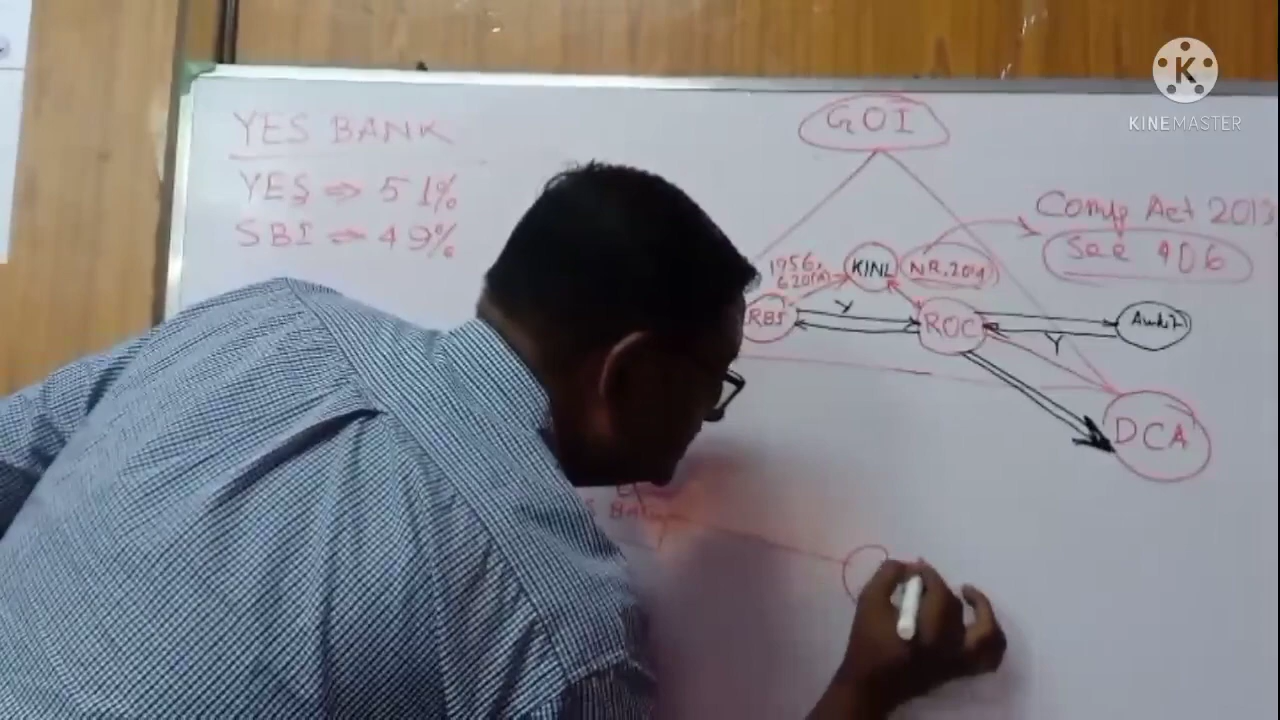 YES BANK
YES ⇒ 51%
SBI ⇒ 49%
GOI
Comp Act 2013
Sec 406
1956,
620(A)
KINL
NR, 2014
RBI
Y
ROC
Audit
Y
DCA
K
KINEMASTER